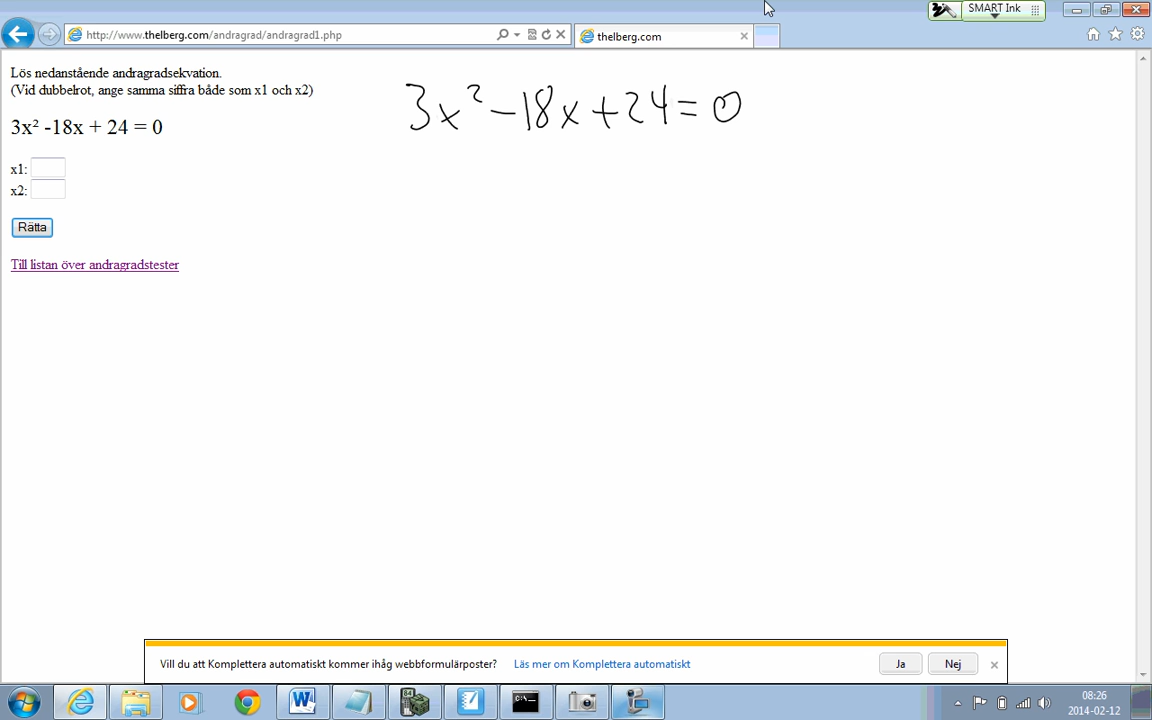 SMART Ink
http://www.thelberg.com/andragrad/andragrad1.php
thelberg.com
Lös nedanstående andragradsekvation.
(Vid dubbelrot, ange samma siffra både som x1 och x2)
3x² -18x + 24 = 0
3x² - 18x + 24 = 0
x1:
x2:
Rätta
Till listan över andragradstester
Vill du att Komplettera automatiskt kommer ihåg webbformulärposter? Läs mer om Komplettera automatiskt Ja Nej
08:26
2014-02-12